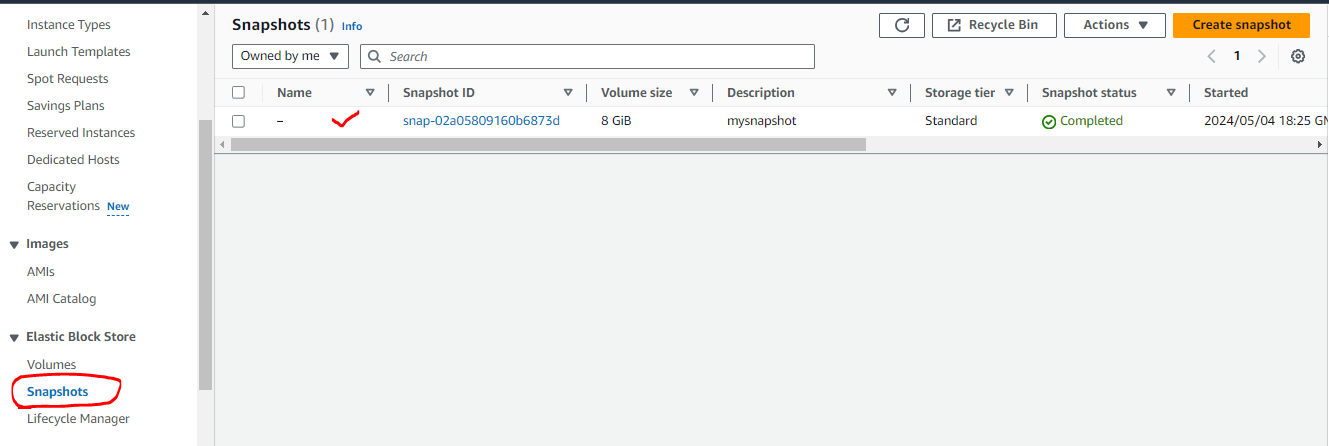 Instance Types
Launch Templates
Spot Requests
Savings Plans
Reserved Instances
Dedicated Hosts
Capacity
Reservations New
Images
AMIs
AMI Catalog
Elastic Block Store
Volumes
Snapshots
Lifecycle Manager
Snapshots (1) Info
Recycle Bin
Actions
Create snapshot
Owned by me
Search
1
Name Snapshot ID Volume size Description Storage tier Snapshot status Started
– snap-02a05809160b6873d 8 GiB mysnapshot Standard Completed 2024/05/04 18:25 GM